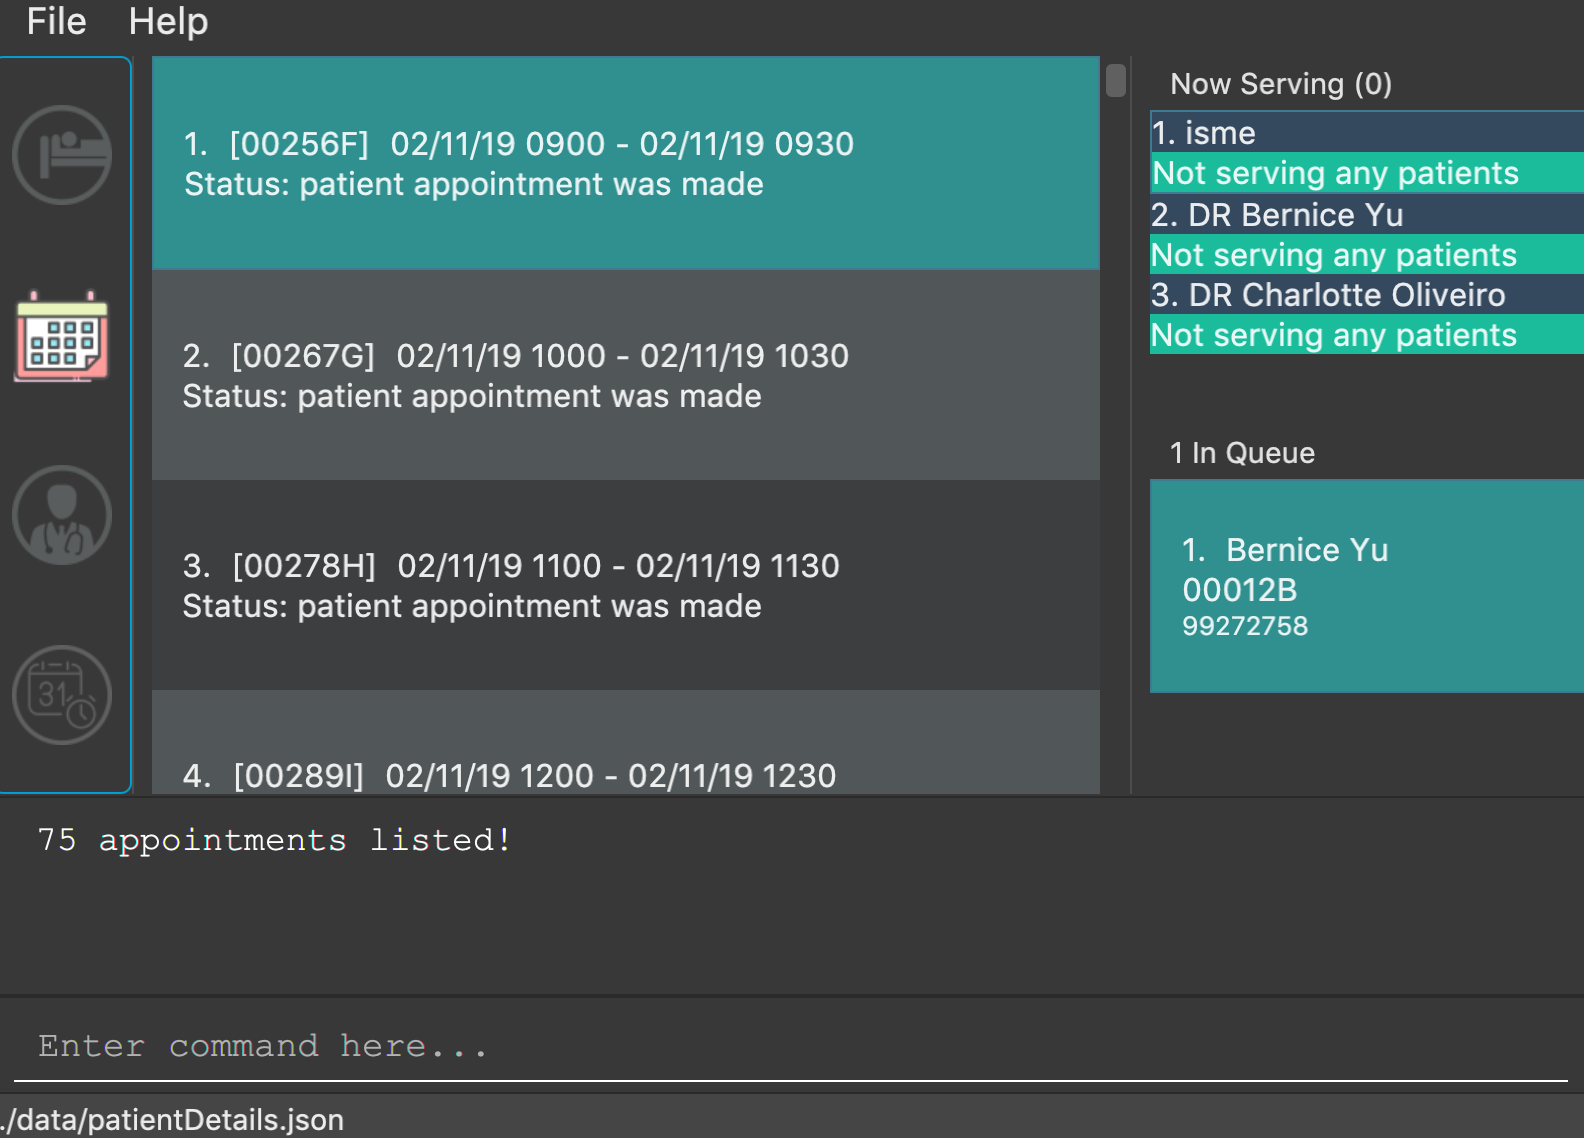 File Help
1. [00256F] 02/11/19 0900 - 02/11/19 0930
Status: patient appointment was made
2. [00267G] 02/11/19 1000 - 02/11/19 1030
Status: patient appointment was made
3. [00278H] 02/11/19 1100 - 02/11/19 1130
Status: patient appointment was made
4. [00289I] 02/11/19 1200 - 02/11/19 1230
31
Now Serving (0)
1. isme
Not serving any patients
2. DR Bernice Yu
Not serving any patients
3. DR Charlotte Oliveiro
Not serving any patients
1 In Queue
1. Bernice Yu
00012B
99272758
75 appointments listed!
Enter command here...
./data/patientDetails.json